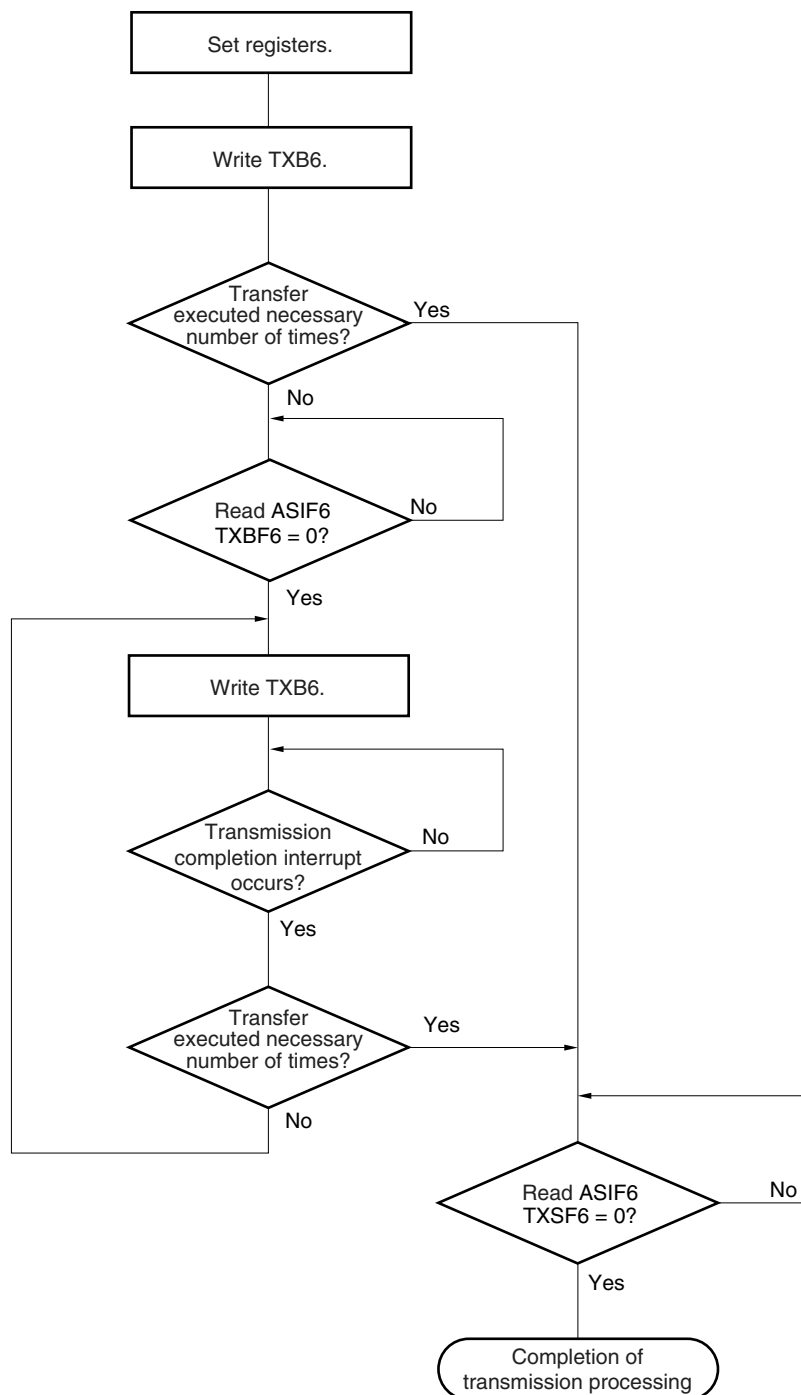 Set registers.
Write TXB6.
Transfer
executed necessary
number of times?
Yes
No
Read ASIF6
TXBF6 = 0?
No
Yes
Write TXB6.
Transmission
completion interrupt
occurs?
No
Yes
Transfer
executed necessary
number of times?
Yes
No
Read ASIF6
TXSF6 = 0?
No
Yes
Completion of
transmission processing